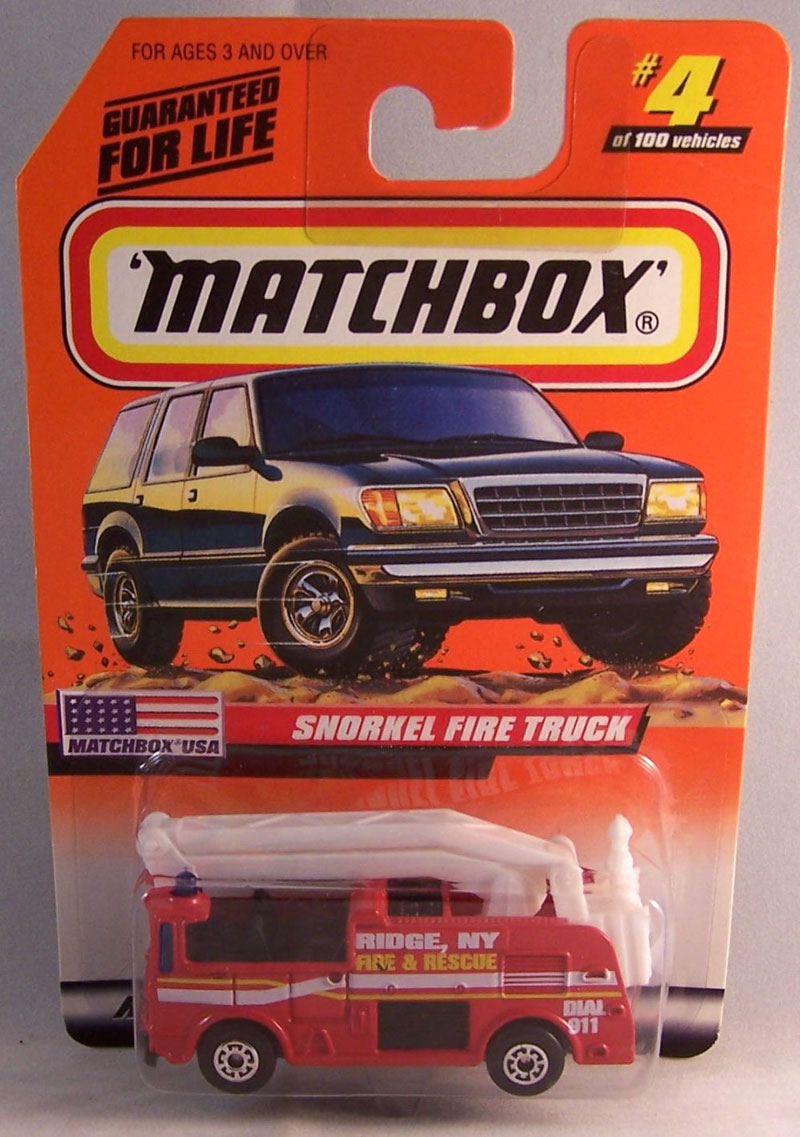 FOR AGES 3 AND OVER
GUARANTEED
FOR LIFE
#4
of 100 vehicles
'MATCHBOX'®
SNORKEL FIRE TRUCK
MATCHBOX® USA
RIDGE, NY
FIRE & RESCUE
DIAL
911